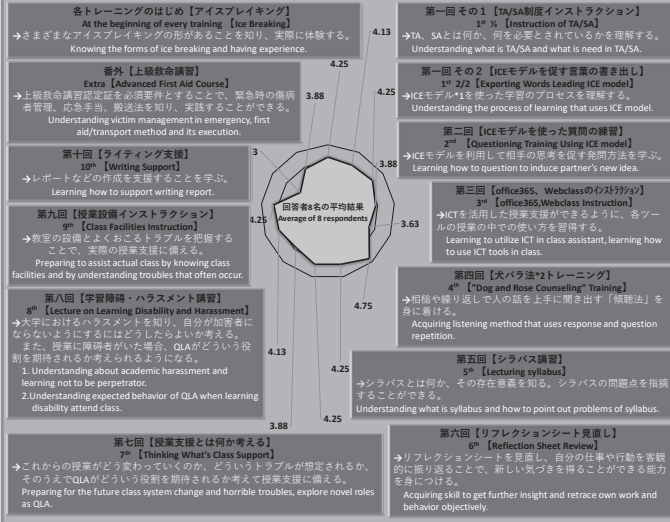 各トレーニングのはじめ【アイスブレイキング】
At the beginning of every training 【Ice Breaking】
→さまざまなアイスブレイキングの形があることを知り、実際に体験する。
Knowing the forms of ice breaking and having experience.
番外【上級救命講習】
Extra【Advanced First Aid Course】
→上級救命講習認定証を必須要件とすることで、緊急時の傷病
者管理、応急手当、搬送法を知り、実践することができる。
Understanding victim management in emergency, first
aid/transport method and its execution.
第十回【ライティング支援】
10th【Writing Support】
→レポートなどの作成を支援することを学ぶ。
Learning how to support writing report.
第九回【授業設備インストラクション】
9th【Class Facilities Instruction】
→教室の設備とよくおこるトラブルを把握する
ことで、実際の授業支援に備える。
Preparing to assist actual class by knowing class
facilities and by understanding troubles that often occur.
第八回【学習障碍・ハラスメント講習】
8th【Lecture on Learning Disability and Harassment】
→大学におけるハラスメントを知り、自分が加害者に
ならないようにするにはどうしたらよいか考える。
また、授業に障碍者がいた場合、QLAがどういう役
割を期待されるか考えられるようになる。
1. Understanding about academic harassment and
learning not to be perpetrator.
2.Understanding expected behavior of QLA when learning
disability attend class.
第七回【授業支援とは何か考える】
7th【Thinking What's Class Support】
→これからの授業がどう変わっていくのか、どういうトラブルが想定されるか、
そのうえでQLAがどういう役割を期待されるか考えて授業支援に備える。
Preparing for the future class system change and horrible troubles, explore novel roles
as QLA.
4.13
4.25
4.25
3.88
3
3.88
4.25
3.63
回答者8名の平均結果
Average of 8 respondents
4.75
4.13
4.25
4.25
3.88
第一回 その１【TA/SA制度インストラクション】
1st ½【Instruction of TA/SA】
→TA、SAとは何か、何を必要とされているかを理解する。
Understanding what is TA/SA and what is need in TA/SA.
第一回 その２【ICEモデルを促す言葉の書き出し】
1st 2/2【Exporting Words Leading ICE model】
→ICEモデル*1を使った学習のプロセスを理解する。
Understanding the process of learning that uses ICE model.
第二回【ICEモデルを使った質問の練習】
2nd【Questioning Training Using ICE model】
→ICEモデルを利用して相手の思考を促す発問方法を学ぶ。
Learning how to question to induce partner's new idea.
第三回【office365、Webclassのインストラクション】
3rd【office365,Webclass Instruction】
→ICTを活用した授業支援ができるように、各ツー
ルの授業の中での使い方を習得する。
Learning to utilize ICT in class assistant, learning how
to use ICT tools in class.
第四回【犬バラ法*2トレーニング】
4th【"Dog and Rose Counseling" Training】
→相槌や繰り返しで人の話を上手に聞き出す「傾聴法」を
身に着ける。
Acquiring listening method that uses response and question
repetition.
第五回【シラバス講習】
5th【Lecturing syllabus】
→シラバスとは何か、その存在意義を知る。シラバスの問題点を指摘
することができる。
Understanding what is syllabus and how to point out problems of syllabus.
第六回【リフレクションシート見直し】
6th【Reflection Sheet Review】
→リフレクションシートを見直し、自分の仕事や行動を客観
的に振り返ることで、新しい気づきを得ることができる能力
を身につける。
Acquiring skill to get further insight and retrace own work and
behavior objectively.